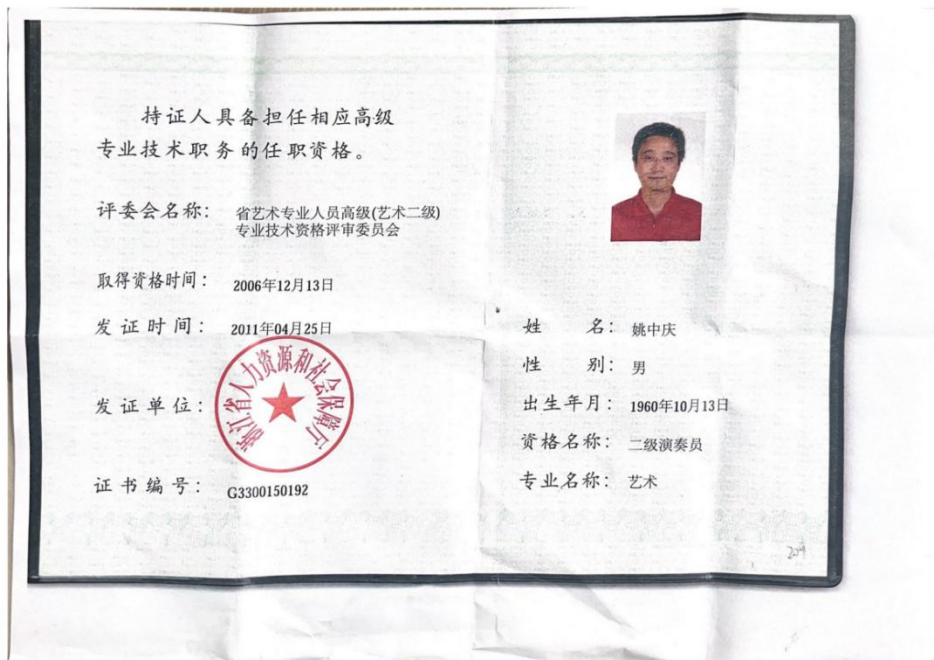 持证人具备担任相应高级
专业技术职务的任职资格。
评委会名称： 省艺术专业人员高级(艺术二级)
专业技术资格评审委员会
取得资格时间： 2006年12月13日
发证时间： 2011年04月25日
发证单位： 浙江省人力资源和社会保障厅
证书编号： G3300150192
姓名： 姚中庆
性别： 男
出生年月： 1960年10月13日
资格名称： 二级演奏员
专业名称： 艺术